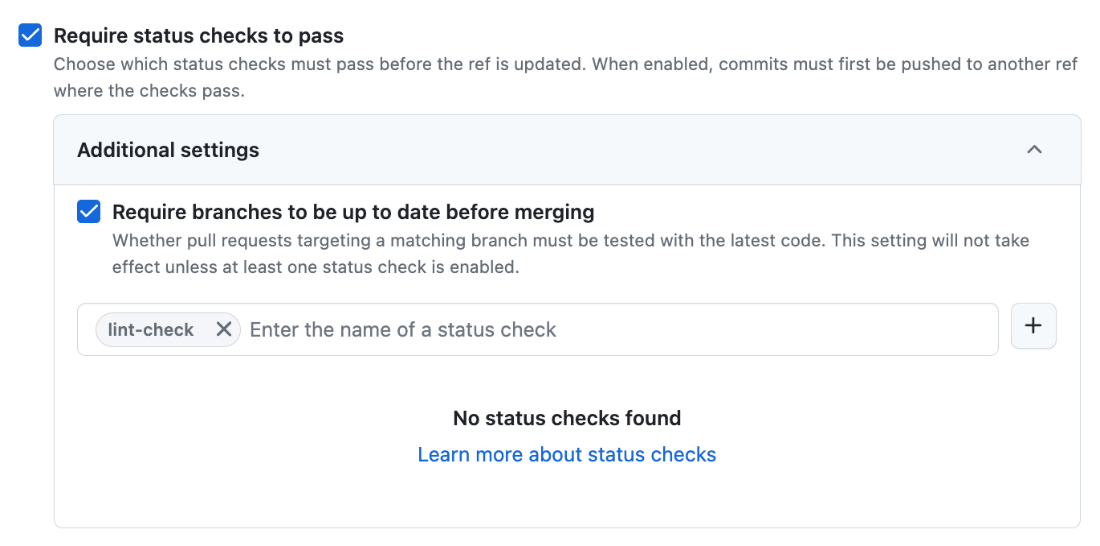 Require status checks to pass
Choose which status checks must pass before the ref is updated. When enabled, commits must first be pushed to another ref
where the checks pass.
Additional settings
Require branches to be up to date before merging
Whether pull requests targeting a matching branch must be tested with the latest code. This setting will not take
effect unless at least one status check is enabled.
lint-check Enter the name of a status check
No status checks found
Learn more about status checks